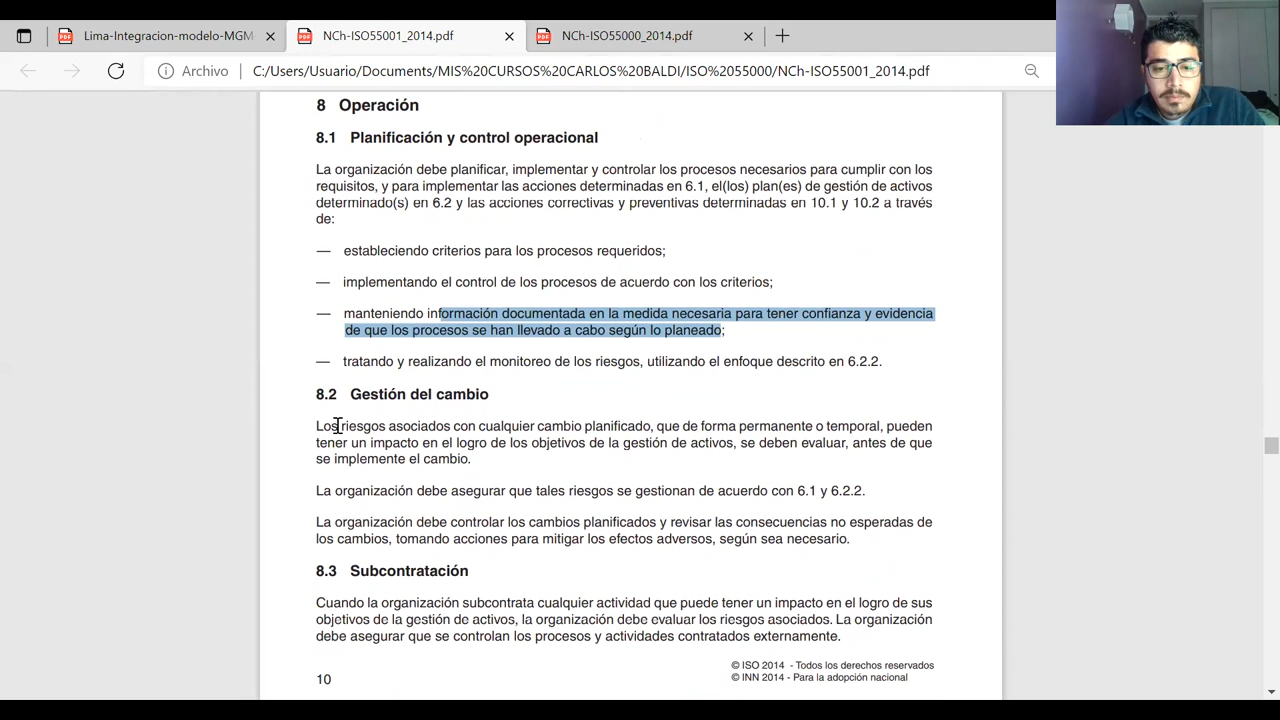 Lima-Integracion-modelo-MGM
NCh-ISO55001_2014.pdf
NCh-ISO55000_2014.pdf
Archivo
C:/Users/Usuario/Documents/MIS%20CURSOS%20CARLOS%20BALDI/ISO%2055000/NCh-ISO55001_2014.pdf
8 Operación
8.1 Planificación y control operacional
La organización debe planificar, implementar y controlar los procesos necesarios para cumplir con los
requisitos, y para implementar las acciones determinadas en 6.1, el(los) plan(es) de gestión de activos
determinado(s) en 6.2 y las acciones correctivas y preventivas determinadas en 10.1 y 10.2 a través
de:
— estableciendo criterios para los procesos requeridos;
— implementando el control de los procesos de acuerdo con los criterios;
— manteniendo información documentada en la medida necesaria para tener confianza y evidencia
de que los procesos se han llevado a cabo según lo planeado;
— tratando y realizando el monitoreo de los riesgos, utilizando el enfoque descrito en 6.2.2.
8.2 Gestión del cambio
Los riesgos asociados con cualquier cambio planificado, que de forma permanente o temporal, pueden
tener un impacto en el logro de los objetivos de la gestión de activos, se deben evaluar, antes de que
se implemente el cambio.
La organización debe asegurar que tales riesgos se gestionan de acuerdo con 6.1 y 6.2.2.
La organización debe controlar los cambios planificados y revisar las consecuencias no esperadas de
los cambios, tomando acciones para mitigar los efectos adversos, según sea necesario.
8.3 Subcontratación
Cuando la organización subcontrata cualquier actividad que puede tener un impacto en el logro de sus
objetivos de la gestión de activos, la organización debe evaluar los riesgos asociados. La organización
debe asegurar que se controlan los procesos y actividades contratados externamente.
© ISO 2014 - Todos los derechos reservados
10
© INN 2014 - Para la adopción nacional